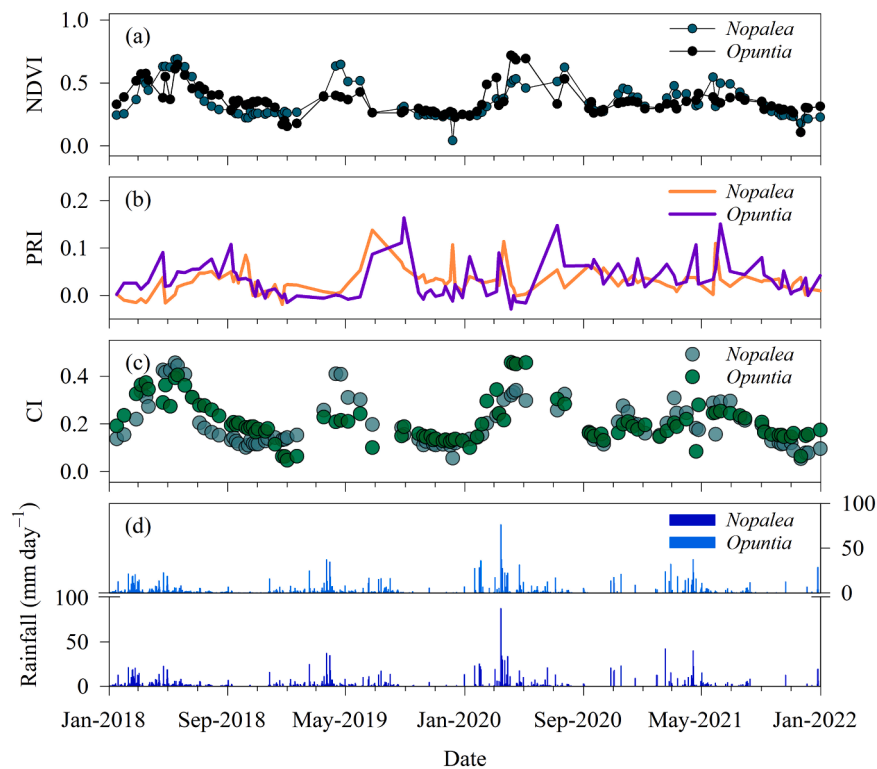 1.0
(a)
Nopalea
Opuntia
NDVI
0.5
0.0
(b)
Nopalea
Opuntia
0.2
PRI
0.1
0.0
(c)
Nopalea
Opuntia
0.4
CI
0.2
0.0
(d)
Nopalea
Opuntia
100
50
0
Rainfall (mm day−1)
100
50
0
Jan-2018 Sep-2018 May-2019 Jan-2020 Sep-2020 May-2021 Jan-2022
Date